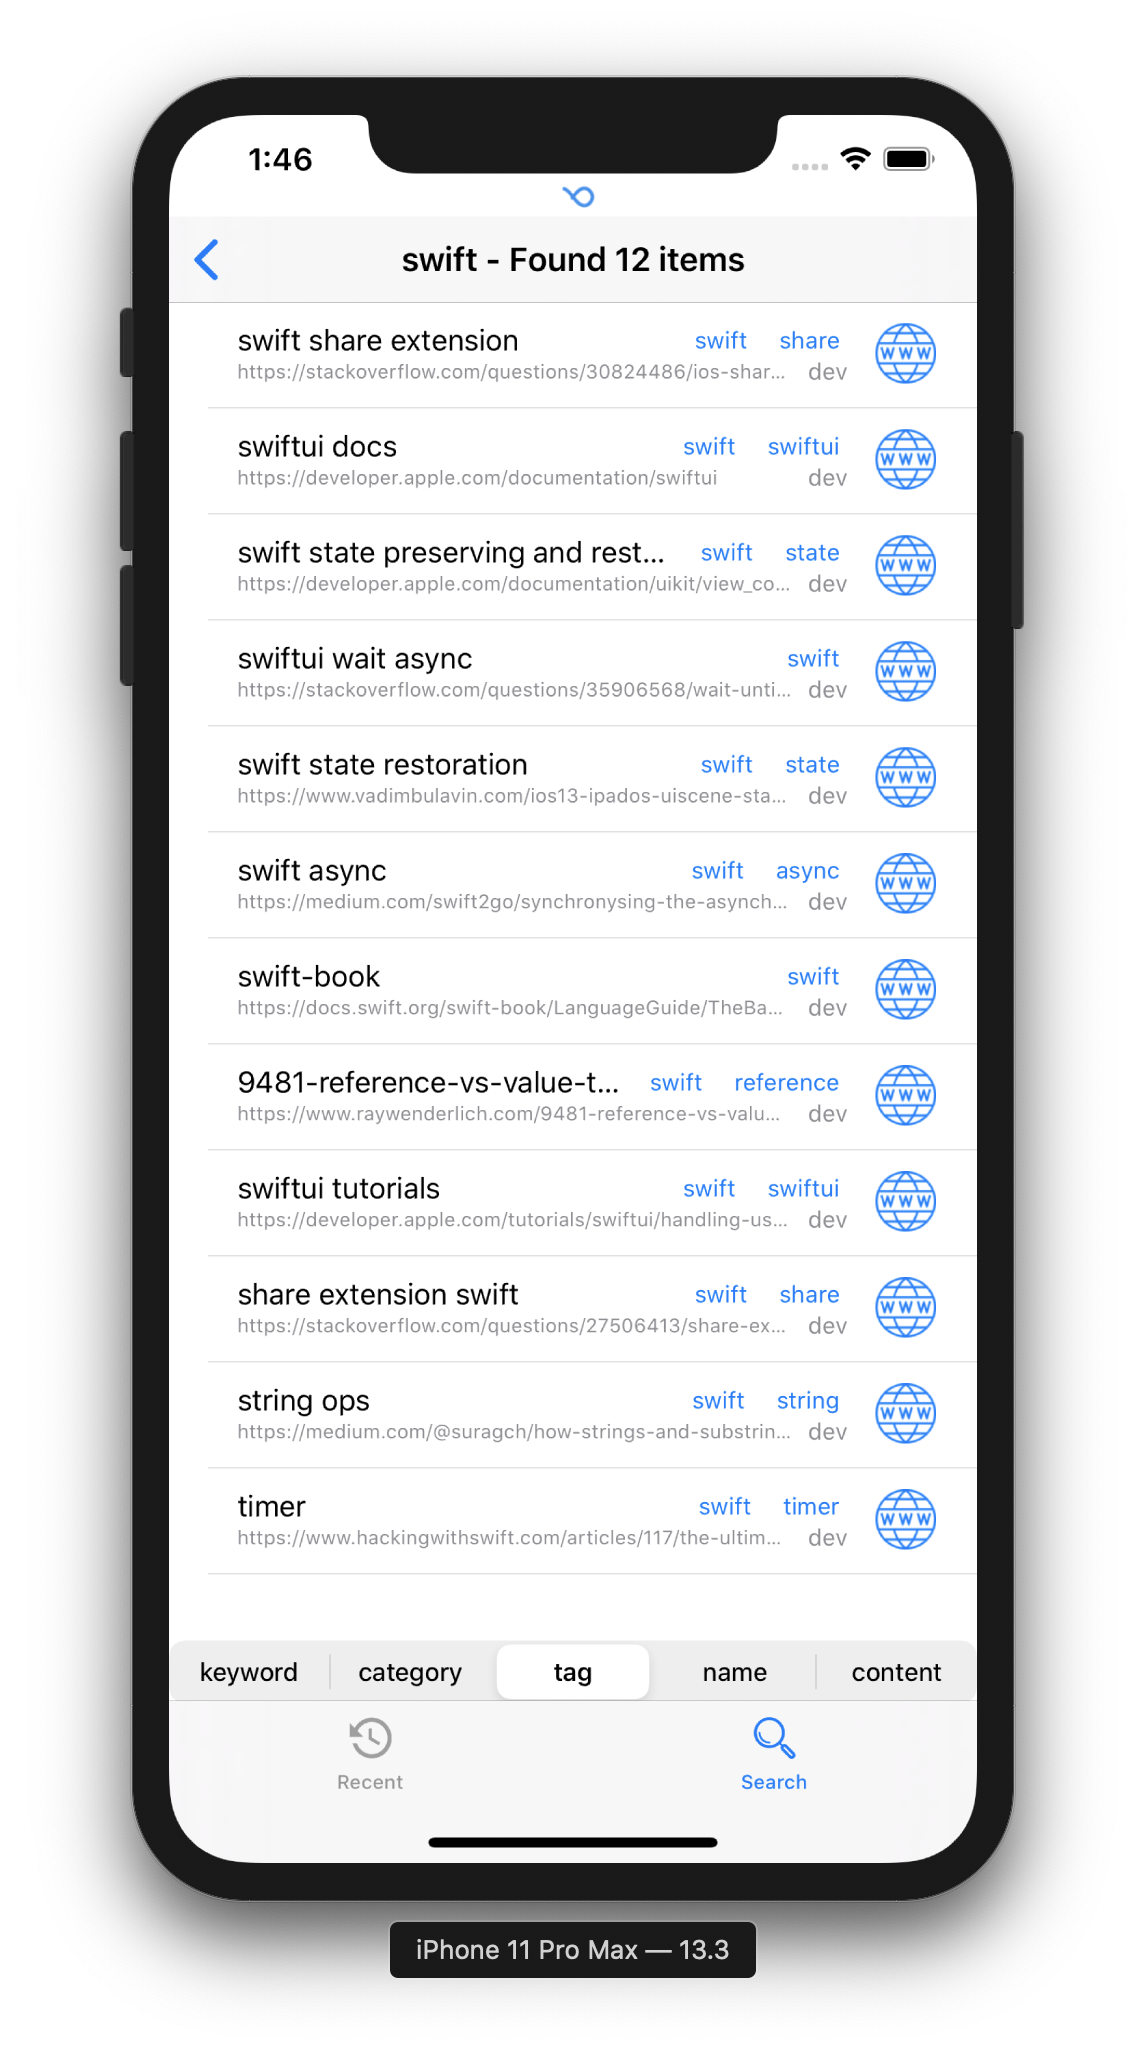 1:46
swift - Found 12 items
swift share extension swift share
https://stackoverflow.com/questions/30824486/ios-shar... dev
WWW
swiftui docs swift swiftui
https://developer.apple.com/documentation/swiftui dev
WWW
swift state preserving and rest... swift state
https://developer.apple.com/documentation/uikit/view_co... dev
WWW
swiftui wait async swift
https://stackoverflow.com/questions/35906568/wait-unti... dev
WWW
swift state restoration swift state
https://www.vadimbulavin.com/ios13-ipados-uiscene-sta... dev
WWW
swift async swift async
https://medium.com/swift2go/synchronysing-the-asynch... dev
WWW
swift-book swift
https://docs.swift.org/swift-book/LanguageGuide/TheBa... dev
WWW
9481-reference-vs-value-t... swift reference
https://www.raywenderlich.com/9481-reference-vs-valu... dev
WWW
swiftui tutorials swift swiftui
https://developer.apple.com/tutorials/swiftui/handling-us... dev
WWW
share extension swift swift share
https://stackoverflow.com/questions/27506413/share-ex... dev
WWW
string ops swift string
https://medium.com/@suragch/how-strings-and-substrin... dev
WWW
timer swift timer
https://www.hackingwithswift.com/articles/117/the-ultim... dev
WWW
keyword category tag name content
Recent Search
iPhone 11 Pro Max — 13.3